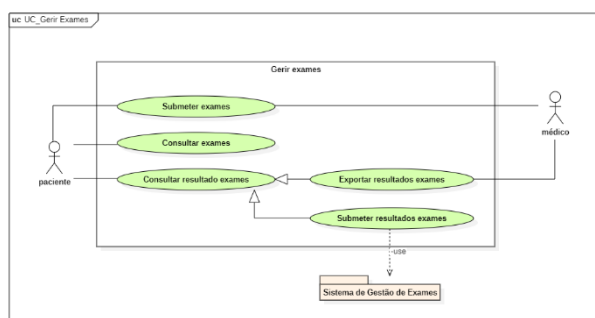 uc UC_Gerir Exames
Gerir exames
Submeter exames
médico
Consultar exames
paciente
Consultar resultado exames
Exportar resultados exames
Submeter resultados exames
use
Sistema de Gestão de Exames